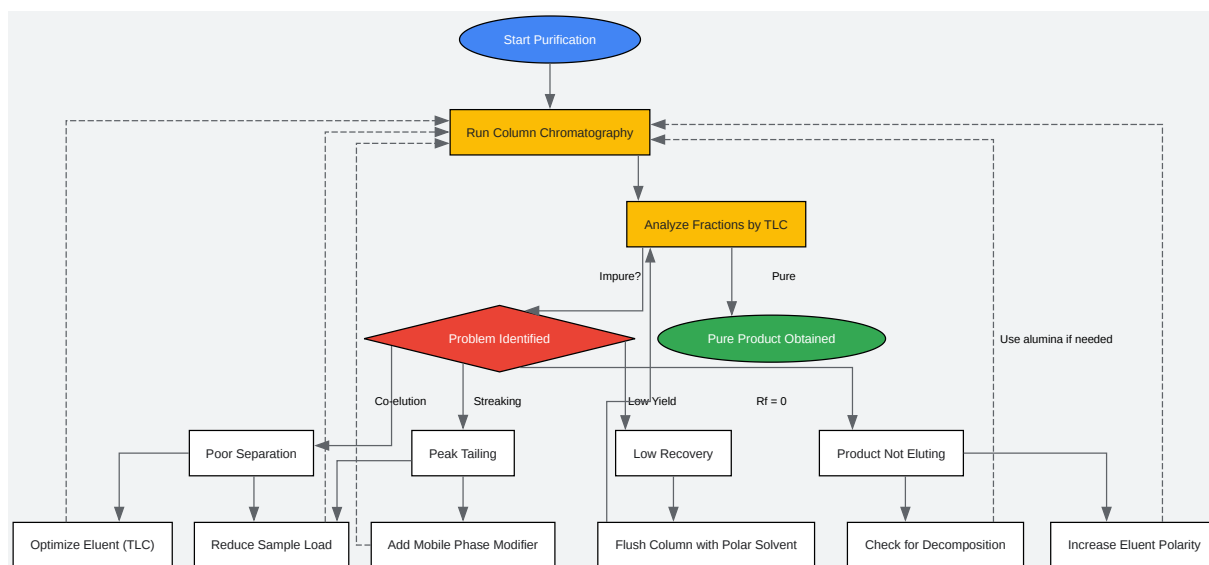 Start Purification
Run Column Chromatography
Analyze Fractions by TLC
Impure?
Pure
Problem Identified
Pure Product Obtained
Use alumina if needed
Co-elution
Streaking
Low Yield
Rf = 0
Poor Separation
Peak Tailing
Low Recovery
Product Not Eluting
Optimize Eluent (TLC)
Reduce Sample Load
Add Mobile Phase Modifier
Flush Column with Polar Solvent
Check for Decomposition
Increase Eluent Polarity